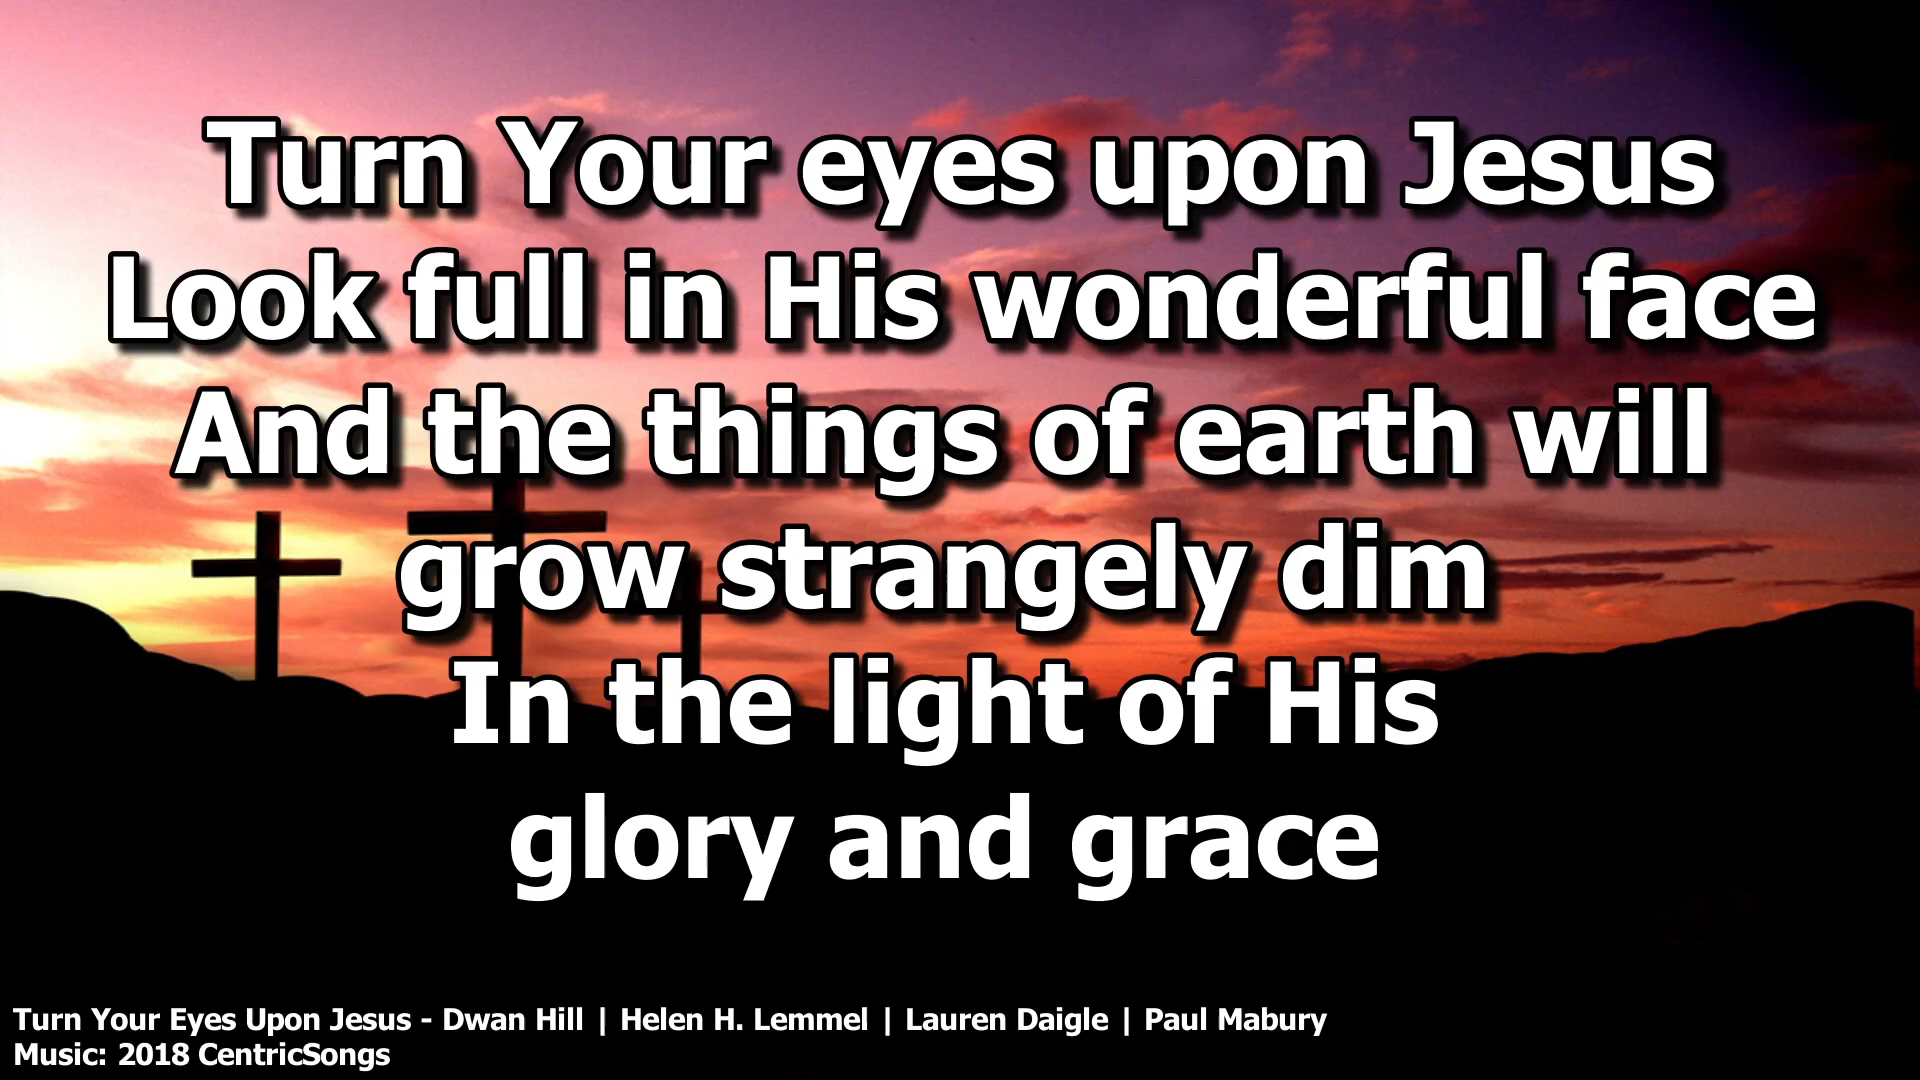 Turn Your eyes upon Jesus
Look full in His wonderful face
And the things of earth will
grow strangely dim
In the light of His
glory and grace
Turn Your Eyes Upon Jesus - Dwan Hill | Helen H. Lemmel | Lauren Daigle | Paul Mabury
Music: 2018 CentricSongs